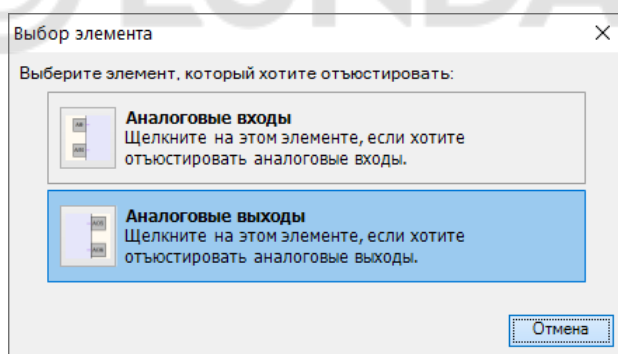 Выбор элемента
Выберите элемент, который хотите отъюстировать:
Аналоговые входы
Щелкните на этом элементе, если хотите
отъюстировать аналоговые входы.
Аналоговые выходы
Щелкните на этом элементе, если хотите
отъюстировать аналоговые выходы.
Отмена